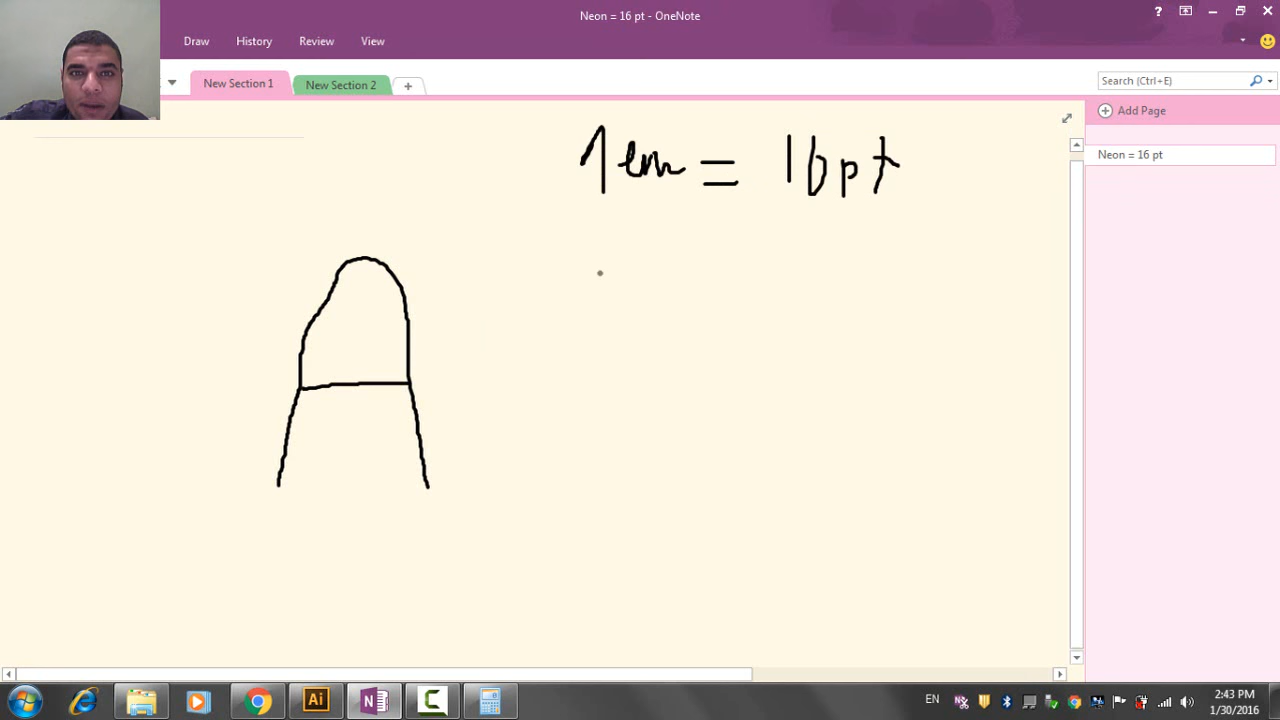 Neon = 16 pt - OneNote
?
Draw History Review View
New Section 1 New Section 2 +
Search (Ctrl+E)
Add Page
Neon = 16 pt
1em = 16pt
A
Ai
N
C
EN
2:43 PM
1/30/2016